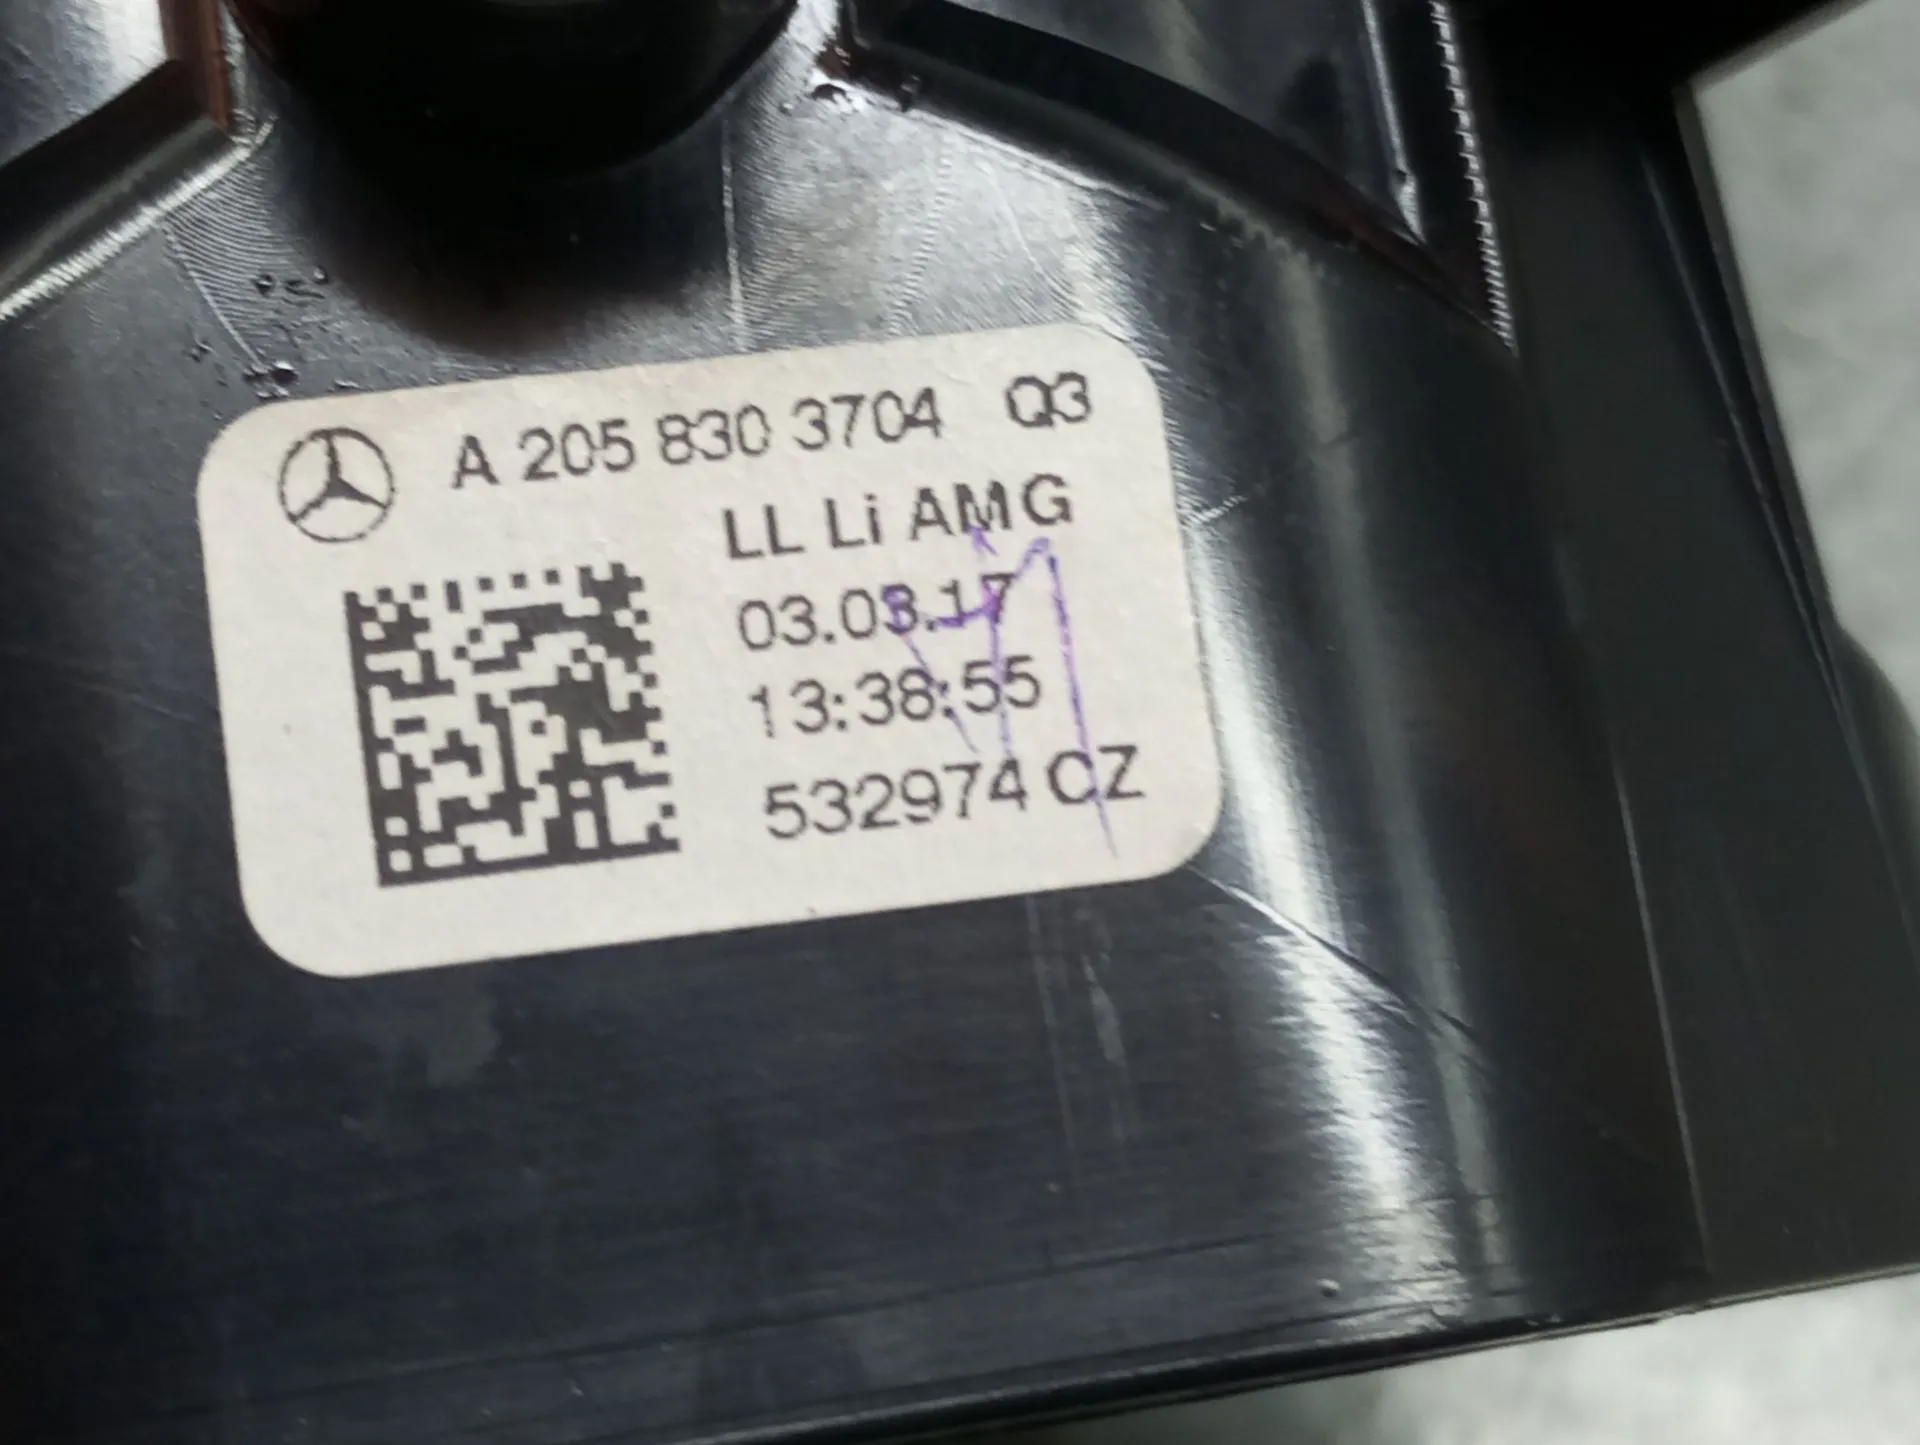 A 205 830 3704 Q3
LL Li AMG
03.03.17
13:38:55
532974 CZ